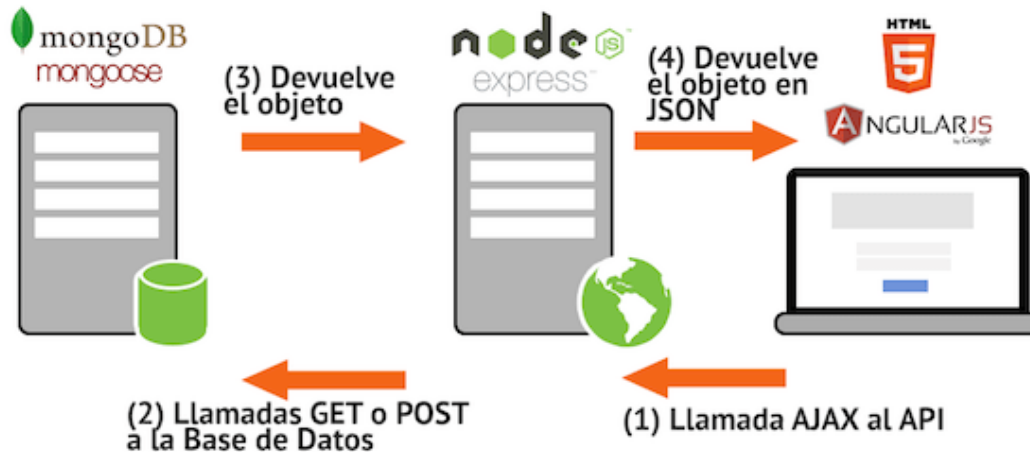 mongoDB
mongoose
(3) Devuelve
el objeto
node JS
express
(4) Devuelve
el objeto en
JSON
HTML
5
ANGULARJS
by Google
(2) Llamadas GET o POST
a la Base de Datos
(1) Llamada AJAX al API